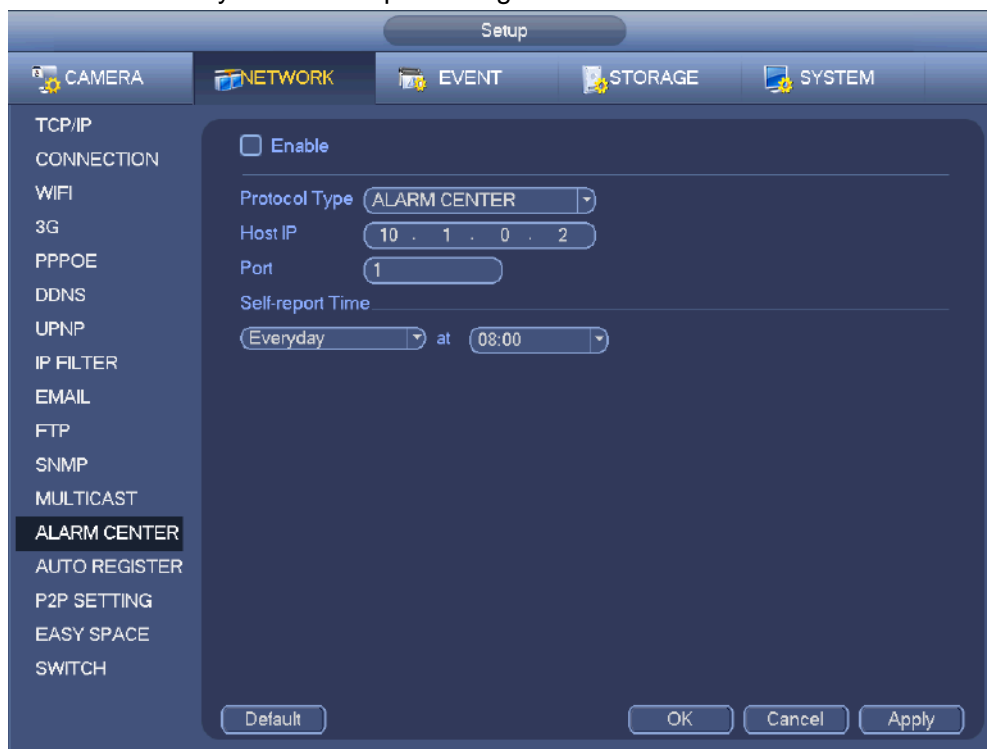 Setup
CAMERA NETWORK EVENT STORAGE SYSTEM
TCP/IP
CONNECTION
WIFI
3G
PPPOE
DDNS
UPNP
IP FILTER
EMAIL
FTP
SNMP
MULTICAST
ALARM CENTER
AUTO REGISTER
P2P SETTING
EASY SPACE
SWITCH
Enable
Protocol Type ALARM CENTER
Host IP 10 . 1 . 0 . 2
Port 1
Self-report Time
Everyday at 08:00
Default OK Cancel Apply